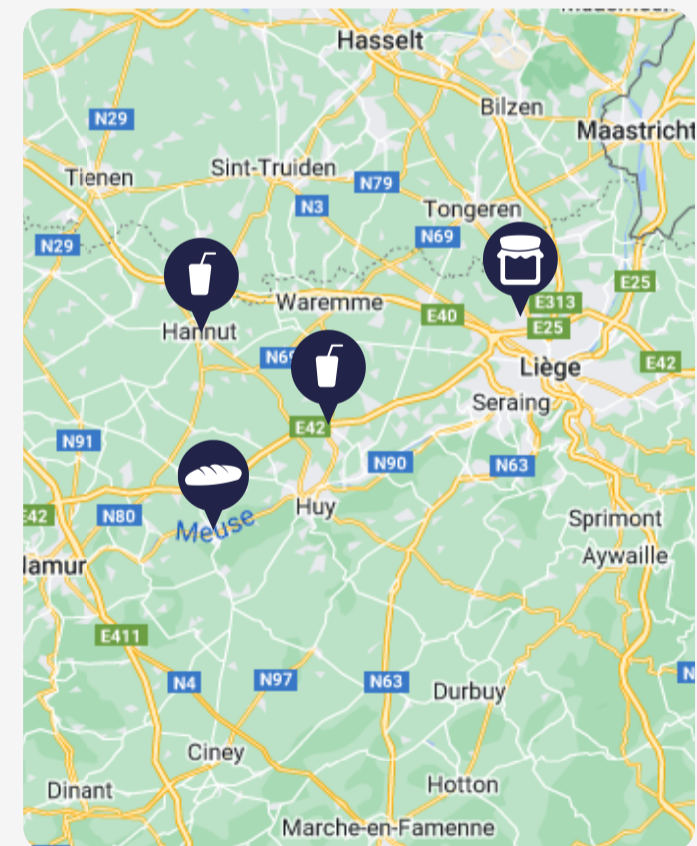 Hasselt
Bilzen
N29
Maastricht
Sint-Truiden
Tienen
N79
N3
Tongeren
N69
N29
E25
Waremme
E313
E40
E25
Hannut
N69
Liège
E42
Seraing
E42
N91
N90
N63
Huy
E42
N80
Meuse
Sprimont
Aywaille
Namur
E411
N4
N97
N63
N
Durbuy
Ciney
Hotton
Dinant
Marche-en-Famenne